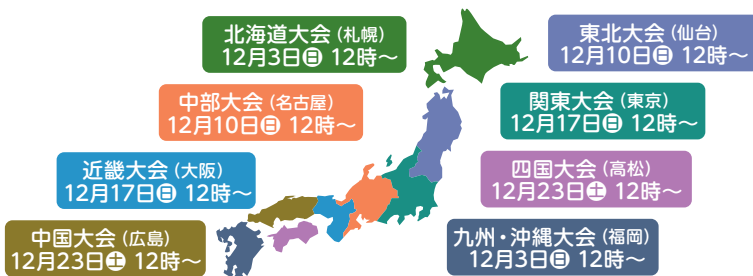 北海道大会（札幌）
12月3日㊐ 12時～
東北大会（仙台）
12月10日㊐ 12時～
中部大会（名古屋）
12月10日㊐ 12時～
関東大会（東京）
12月17日㊐ 12時～
近畿大会（大阪）
12月17日㊐ 12時～
四国大会（高松）
12月23日㊏ 12時～
中国大会（広島）
12月23日㊏ 12時～
九州・沖縄大会（福岡）
12月3日㊐ 12時～